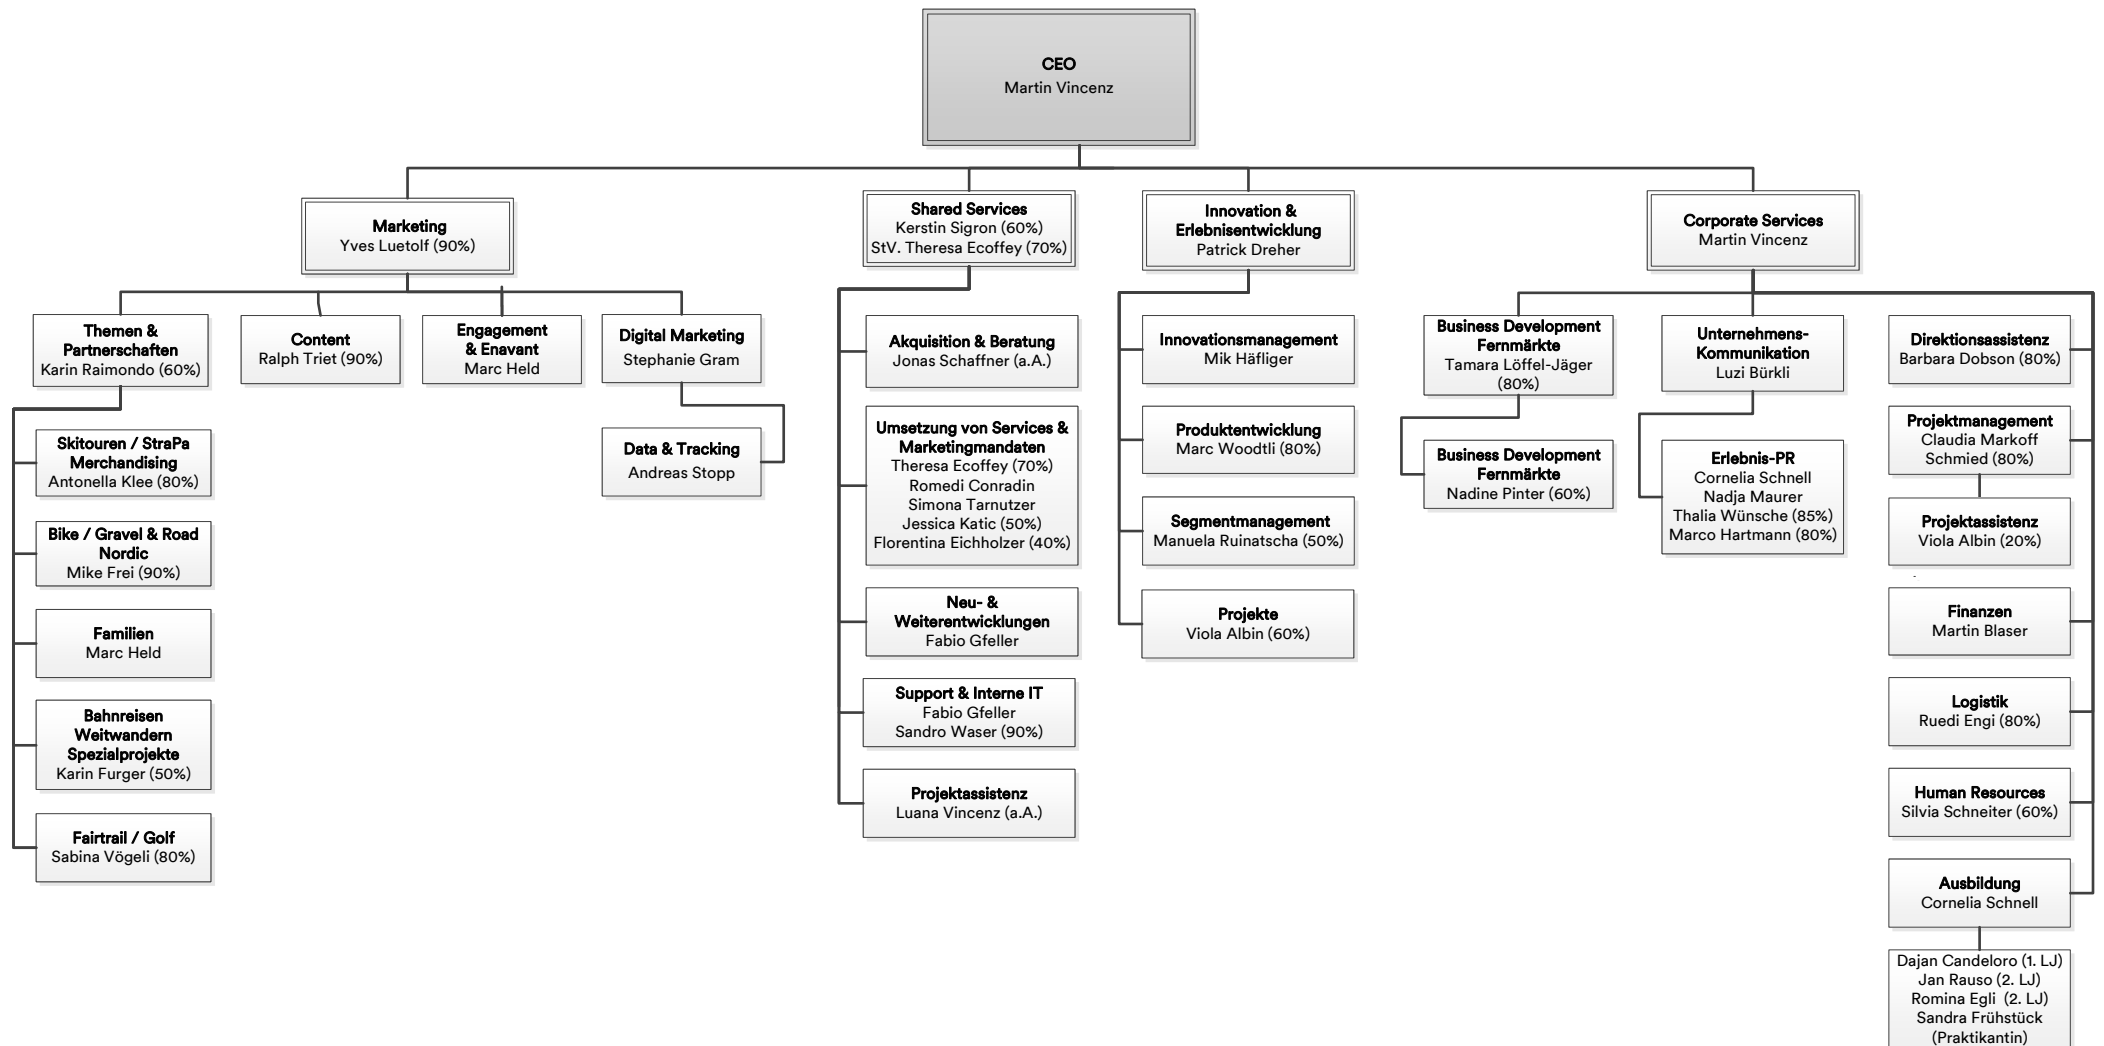 CEO
Martin Vincenz
Marketing
Yves Luetolf (90%)
Shared Services
Kerstin Sigron (60%)
StV. Theresa Ecoffey (70%)
Innovation &
Erlebnisentwicklung
Patrick Dreher
Corporate Services
Martin Vincenz
Themen &
Partnerschaften
Karin Raimondo (60%)
Content
Ralph Triet (90%)
Engagement
& Enavant
Marc Held
Digital Marketing
Stephanie Gram
Data & Tracking
Andreas Stopp
Skitouren / StraPa
Merchandising
Antonella Klee (80%)
Bike / Gravel & Road
Nordic
Mike Frei (90%)
Familien
Marc Held
Bahnreisen
Weitwandern
Spezialprojekte
Karin Furger (50%)
Fairtrail / Golf
Sabina Vögeli (80%)
Akquisition & Beratung
Jonas Schaffner (a.A.)
Umsetzung von Services &
Marketingmandaten
Theresa Ecoffey (70%)
Romedi Conradin
Simona Tarnutzer
Jessica Katic (50%)
Florentina Eichholzer (40%)
Neu- &
Weiterentwicklungen
Fabio Gfeller
Support & Interne IT
Fabio Gfeller
Sandro Waser (90%)
Projektassistenz
Luana Vincenz (a.A.)
Innovationsmanagement
Mik Häfliger
Produktentwicklung
Marc Woodtli (80%)
Segmentmanagement
Manuela Ruinatscha (50%)
Projekte
Viola Albin (60%)
Business Development
Fernmärkte
Tamara Löffel-Jäger
(80%)
Business Development
Fernmärkte
Nadine Pinter (60%)
Unternehmens-
Kommunikation
Luzi Bürkli
Erlebnis-PR
Cornelia Schnell
Nadja Maurer
Thalia Wünsche (85%)
Marco Hartmann (80%)
Direktionsassistenz
Barbara Dobson (80%)
Projektmanagement
Claudia Markoff
Schmied (80%)
Projektassistenz
Viola Albin (20%)
Finanzen
Martin Blaser
Logistik
Ruedi Engi (80%)
Human Resources
Silvia Schneiter (60%)
Ausbildung
Cornelia Schnell
Dajan Candeloro (1. LJ)
Jan Rauso (2. LJ)
Romina Egli (2. LJ)
Sandra Frühstück
(Praktikantin)